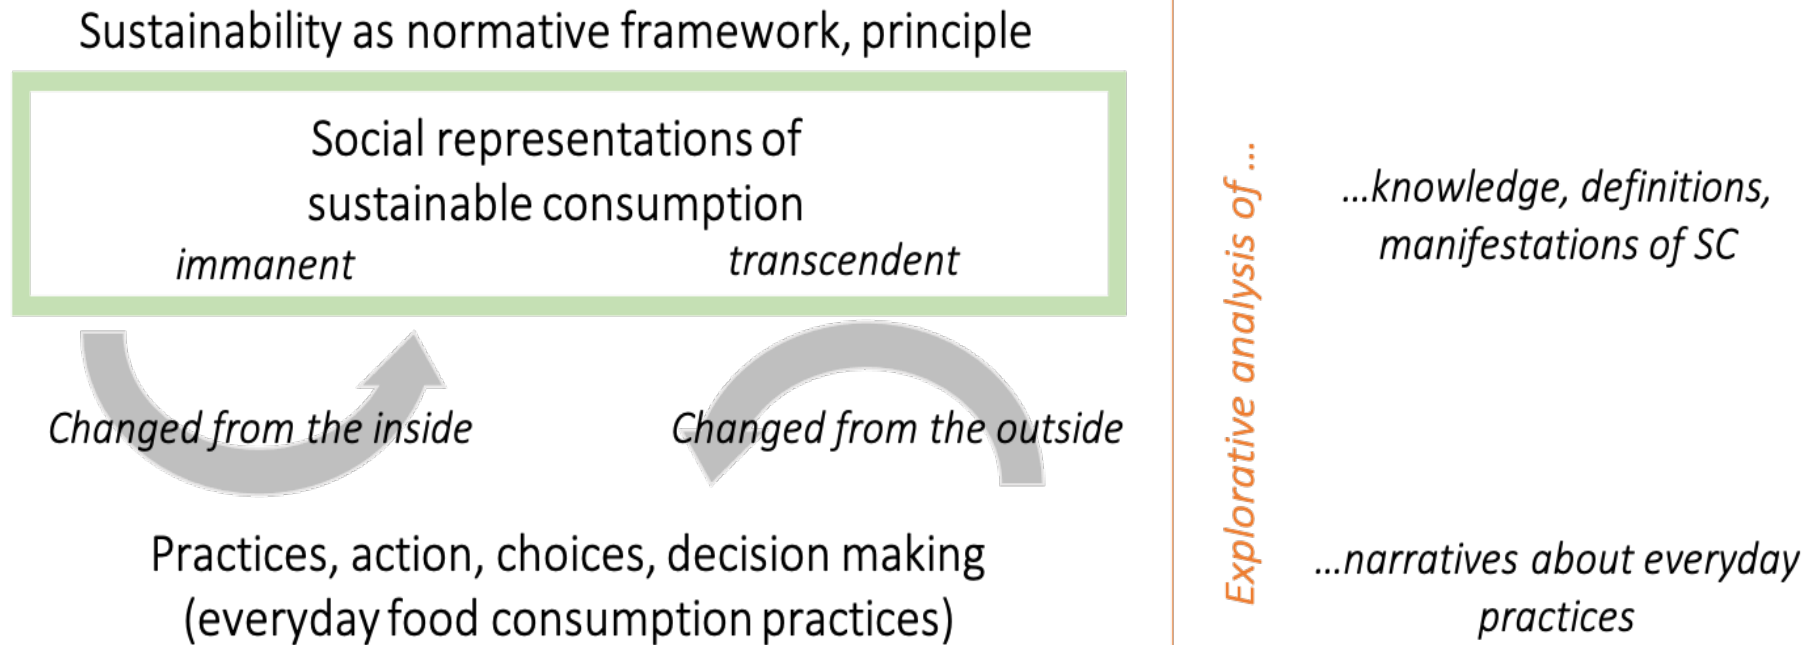 Sustainability as normative framework, principle
Social representations of
sustainable consumption
immanent
transcendent
Changed from the inside
Changed from the outside
Practices, action, choices, decision making
(everyday food consumption practices)
Explorative analysis of ...
...knowledge, definitions,
manifestations of SC
...narratives about everyday
practices